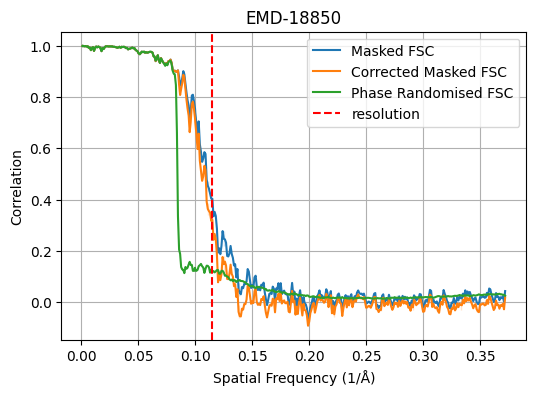 EMD-18850
Masked FSC
Corrected Masked FSC
Phase Randomised FSC
resolution
Correlation
1.0
0.8
0.6
0.4
0.2
0.0
0.00 0.05 0.10 0.15 0.20 0.25 0.30 0.35
Spatial Frequency (1/Å)